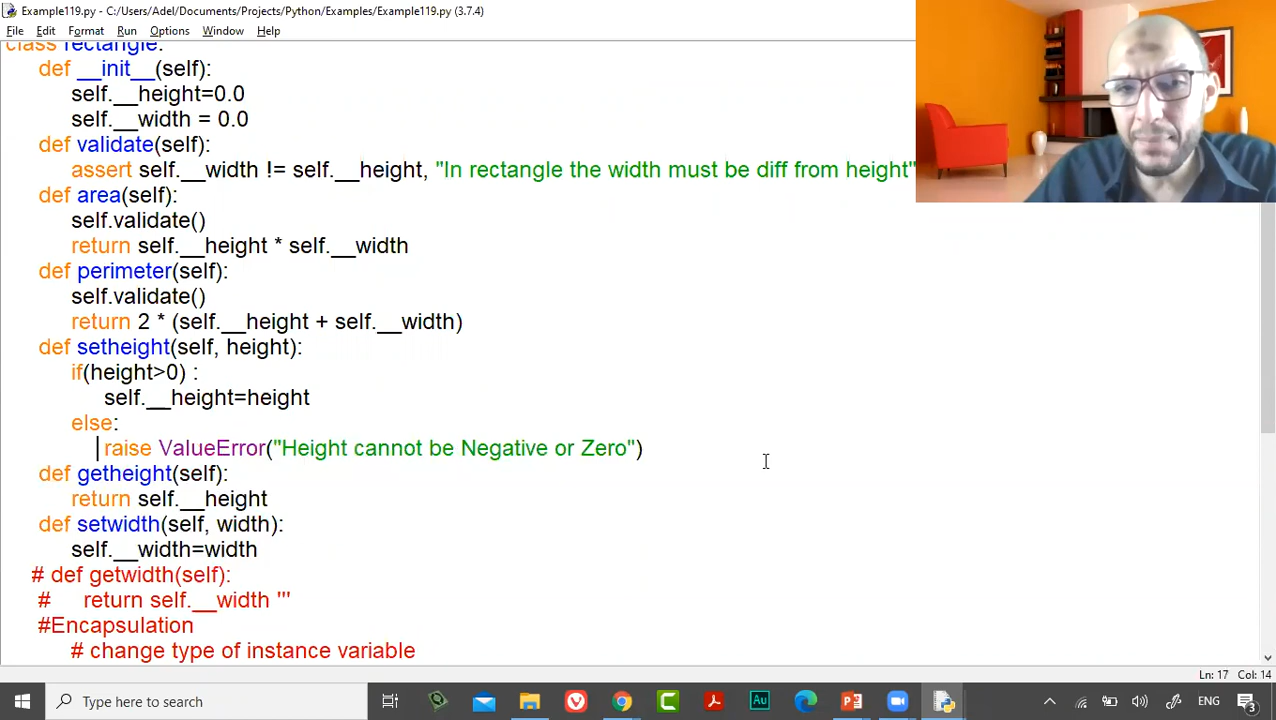 Example119.py - C:/Users/Adel/Documents/Projects/Python/Examples/Example119.py (3.7.4)
File Edit Format Run Options Window Help
class rectangle:
def __init__(self):
self.__height=0.0
self.__width = 0.0
def validate(self):
assert self.__width != self.__height, "In rectangle the width must be diff from height"
def area(self):
self.validate()
return self.__height * self.__width
def perimeter(self):
self.validate()
return 2 * (self.__height + self.__width)
def setheight(self, height):
if(height>0) :
self.__height=height
else:
raise ValueError("Height cannot be Negative or Zero")
def getheight(self):
return self.__height
def setwidth(self, width):
self.__width=width
# def getwidth(self):
# return self.__width '''
#Encapsulation
# change type of instance variable
Ln: 17 Col: 14
Type here to search
Au
ENG
3